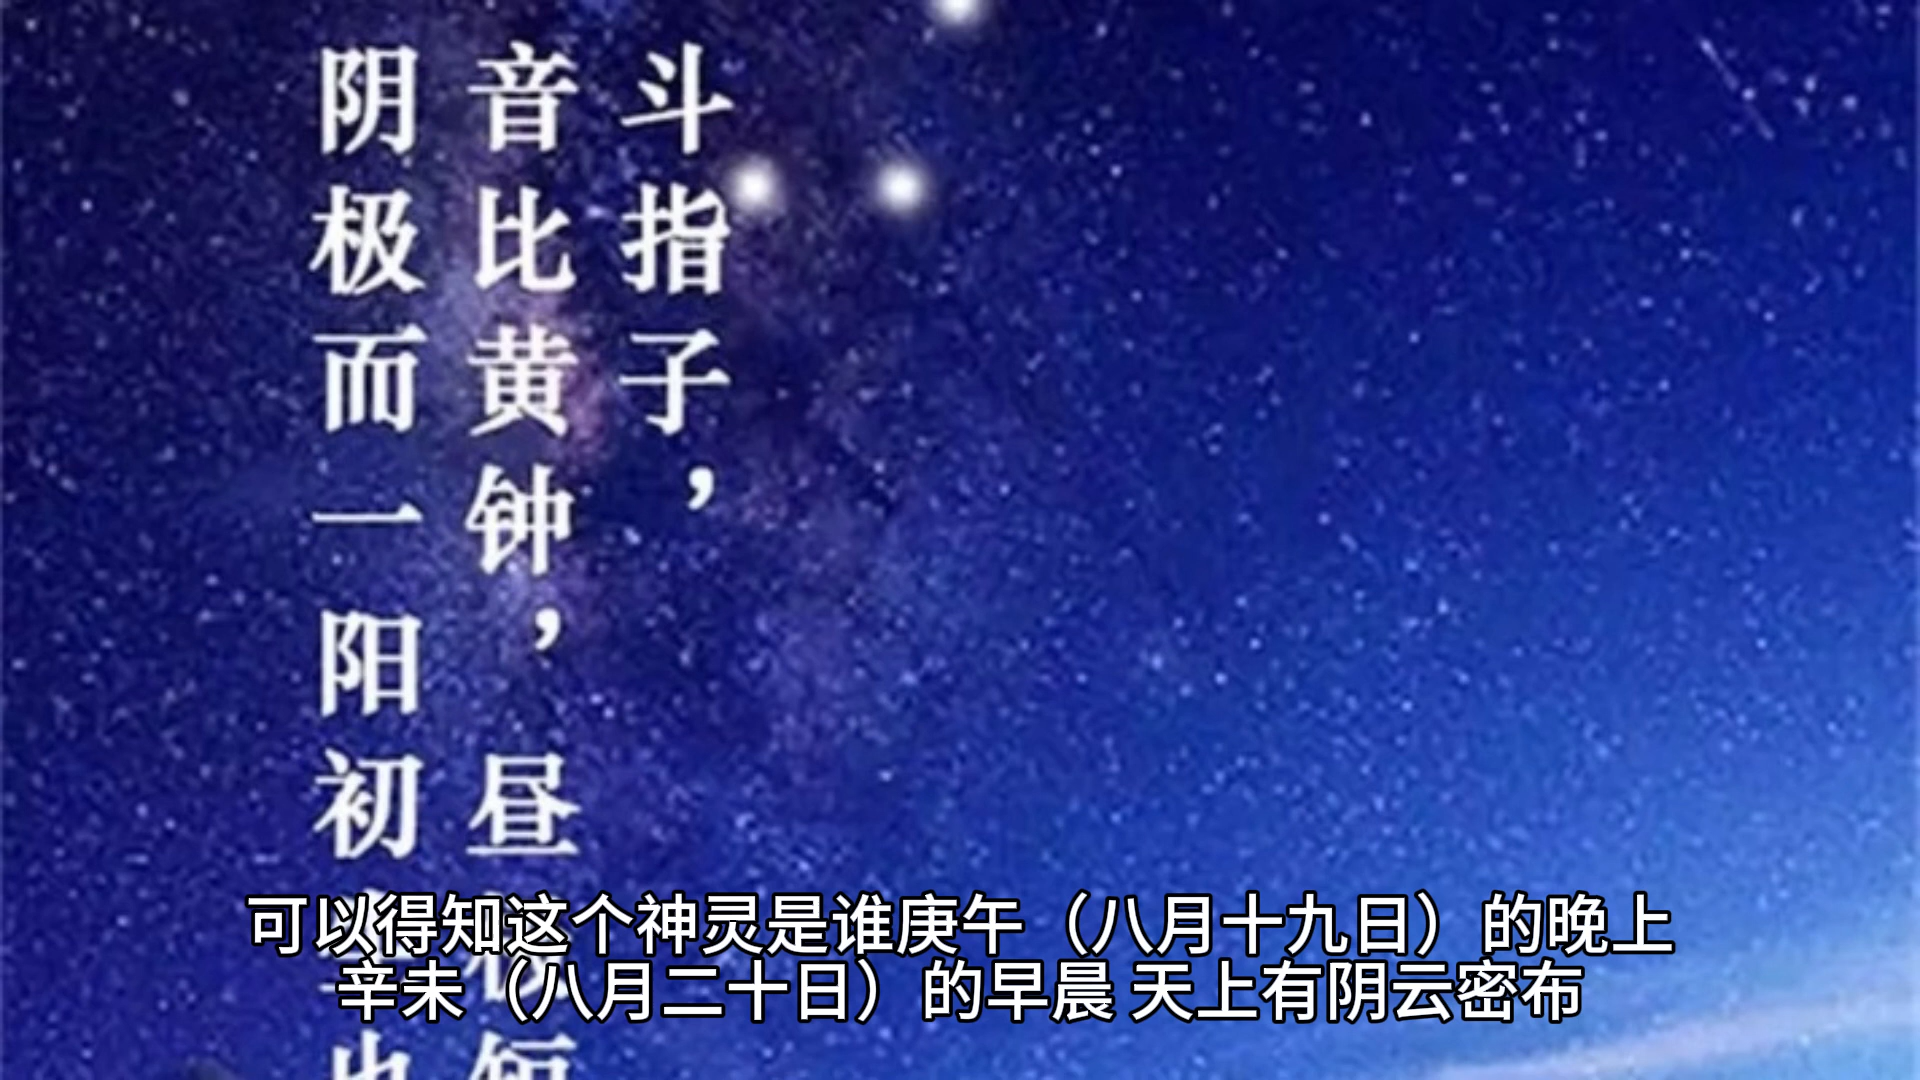 斗指子，
音比黄钟，昼
阴极而一阳初
可以得知这个神灵是谁庚午（八月十九日）的晚上
辛未（八月二十日）的早晨 天上有阴云密布